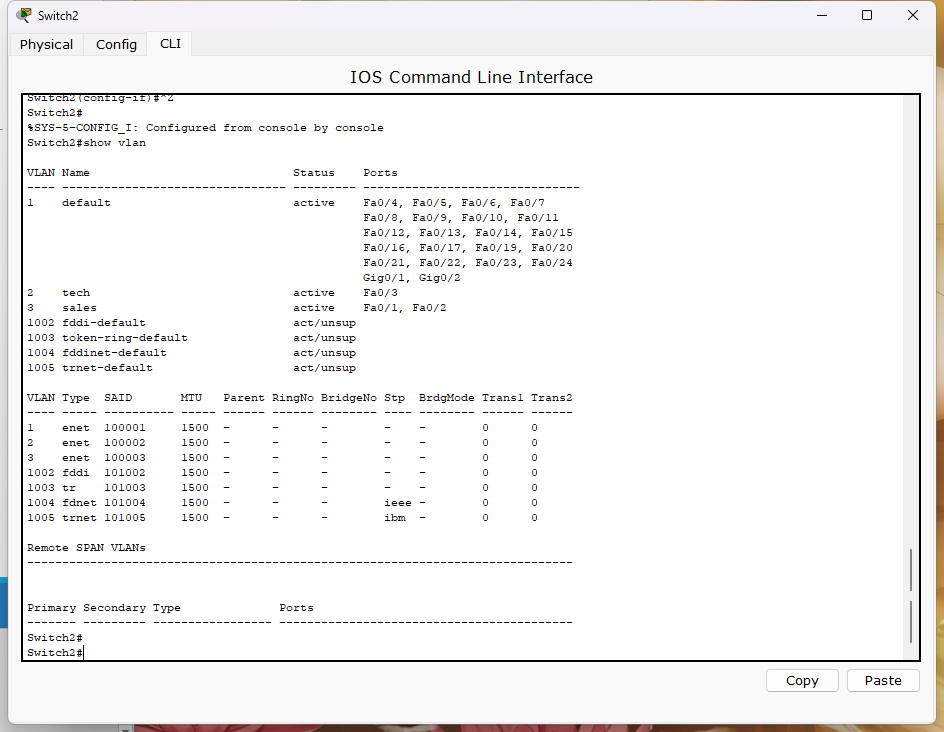 Switch2
Physical Config CLI
IOS Command Line Interface
Switch2(config-if)#^Z
Switch2#
%SYS-5-CONFIG_I: Configured from console by console
Switch2#show vlan

VLAN Name                             Status    Ports
---- -------------------------------- --------- -------------------------------
1    default                          active    Fa0/4, Fa0/5, Fa0/6, Fa0/7
                                                Fa0/8, Fa0/9, Fa0/10, Fa0/11
                                                Fa0/12, Fa0/13, Fa0/14, Fa0/15
                                                Fa0/16, Fa0/17, Fa0/19, Fa0/20
                                                Fa0/21, Fa0/22, Fa0/23, Fa0/24
                                                Gig0/1, Gig0/2
2    tech                             active    Fa0/3
3    sales                            active    Fa0/1, Fa0/2
1002 fddi-default                     act/unsup
1003 token-ring-default               act/unsup
1004 fddinet-default                  act/unsup
1005 trnet-default                    act/unsup

VLAN Type  SAID       MTU   Parent RingNo BridgeNo Stp  BrdgMode Trans1 Trans2
---- ----- ---------- ----- ------ ------ -------- ---- -------- ------ ------
1    enet  100001     1500  -      -      -        -    -        0      0
2    enet  100002     1500  -      -      -        -    -        0      0
3    enet  100003     1500  -      -      -        -    -        0      0
1002 fddi  101002     1500  -      -      -        -    -        0      0
1003 tr    101003     1500  -      -      -        -    -        0      0
1004 fdnet 101004     1500  -      -      -        ieee -        0      0
1005 trnet 101005     1500  -      -      -        ibm  -        0      0

Remote SPAN VLANs
------------------------------------------------------------------------------

Primary Secondary Type              Ports
------- --------- ----------------- ------------------------------------------
Switch2#
Switch2#
Copy Paste